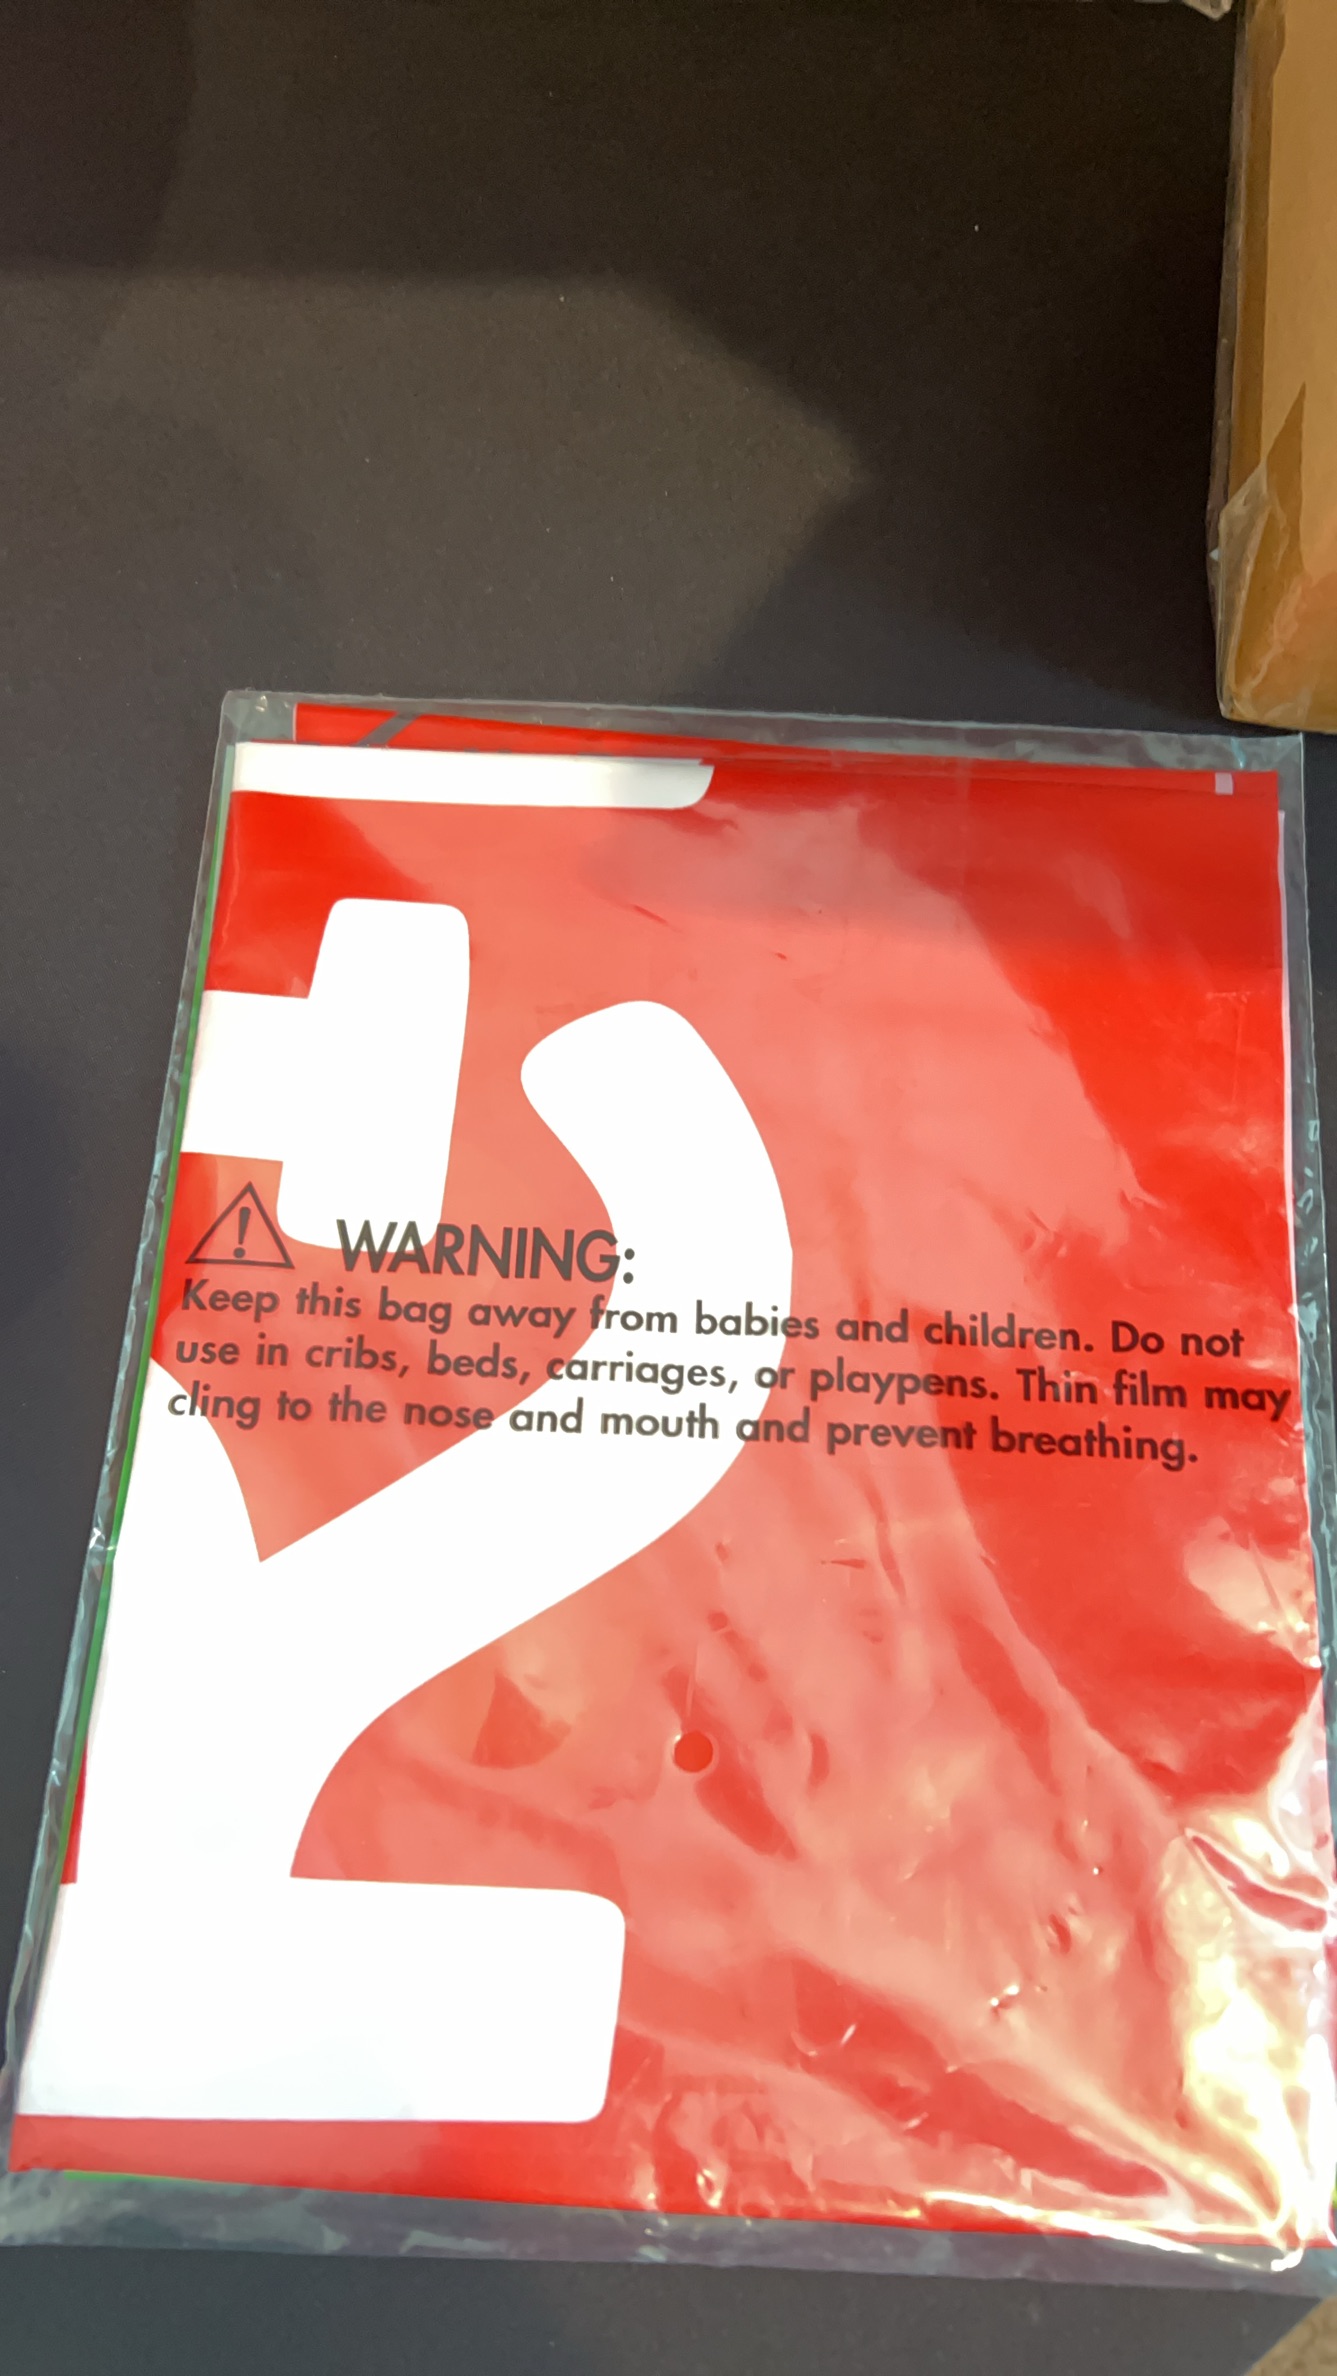 WARNING:
Keep this bag away from babies and children. Do not
use in cribs, beds, carriages, or playpens. Thin film may
cling to the nose and mouth and prevent breathing.